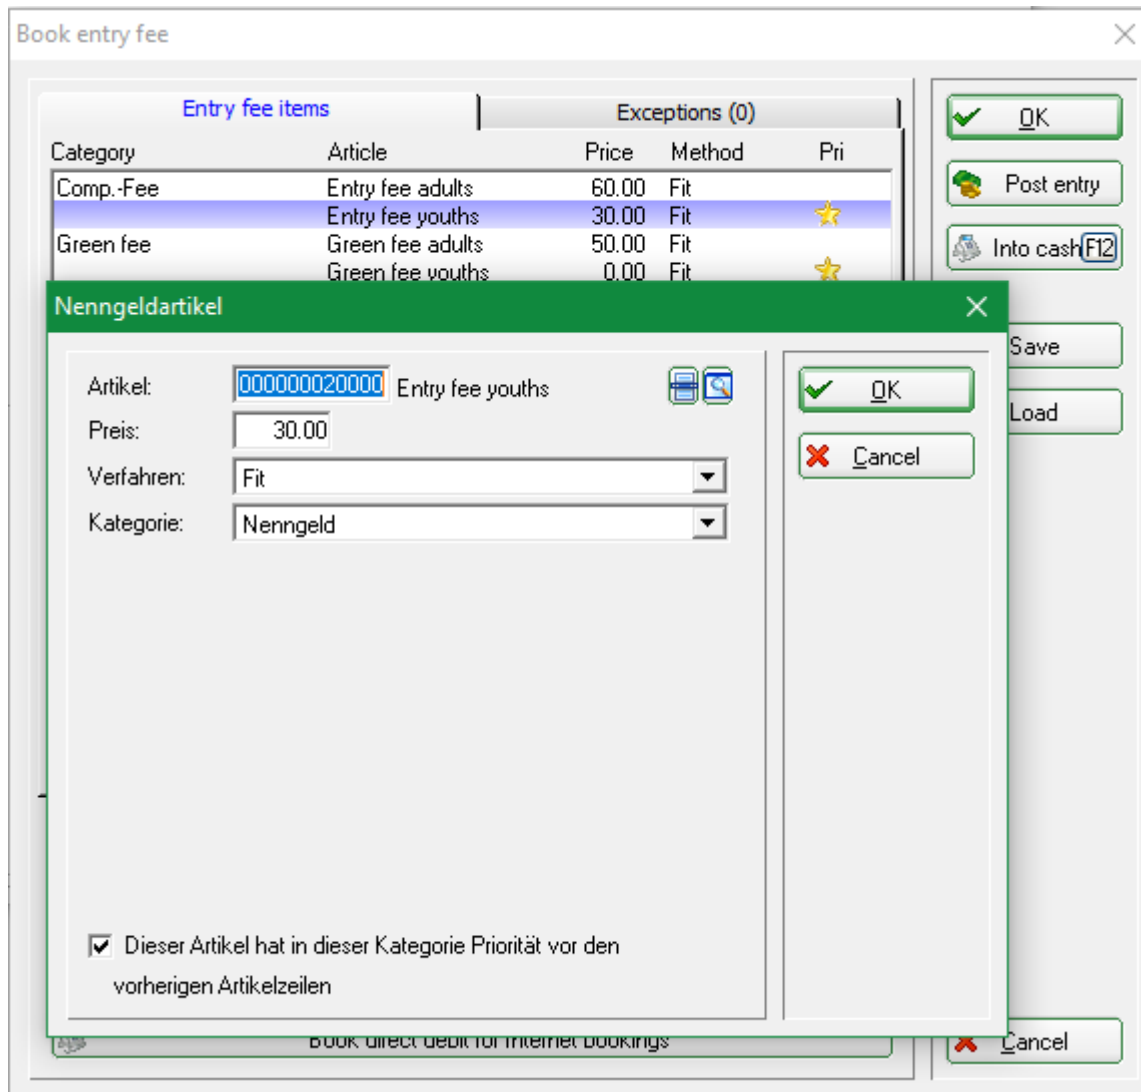 Book entry fee
Entry fee items Exceptions (0)
OK
Category Article Price Method Pri
Comp.-Fee Entry fee adults 60.00 Fit
Post entry
Entry fee youths 30.00 Fit
Green fee Green fee adults 50.00 Fit
Into cash F12
Green fee youths 0.00 Fit
Nenngeldartikel
Save
Artikel: 000000020000 Entry fee youths
OK
Load
Preis: 30.00
Cancel
Verfahren: Fit
Kategorie: Nenngeld
Dieser Artikel hat in dieser Kategorie Priorität vor den
vorherigen Artikelzeilen
Book direct debit for Internet bookings
Cancel